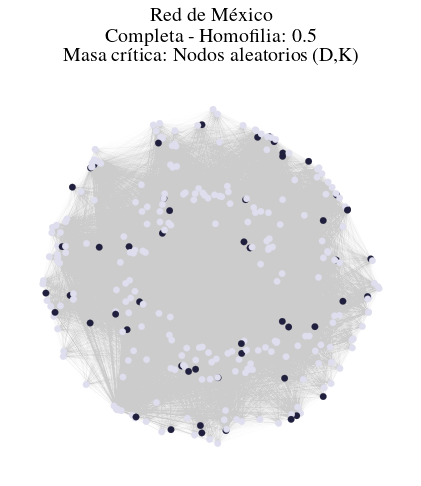 Red de México
Completa - Homofilia: 0.5
Masa crítica: Nodos aleatorios (D,K)